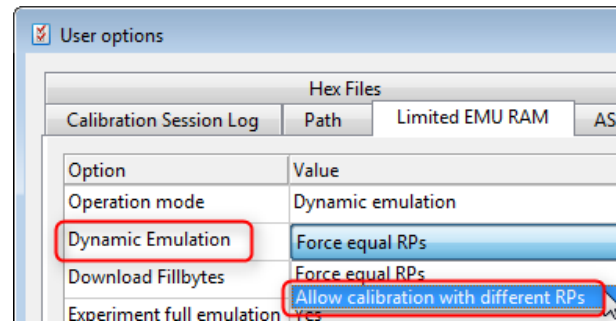 User options
Hex Files
Calibration Session Log Path Limited EMU RAM AS
Option Value
Operation mode Dynamic emulation
Dynamic Emulation Force equal RPs
Download Fillbytes Force equal RPs
Allow calibration with different RPs
Experiment full emulation Yes